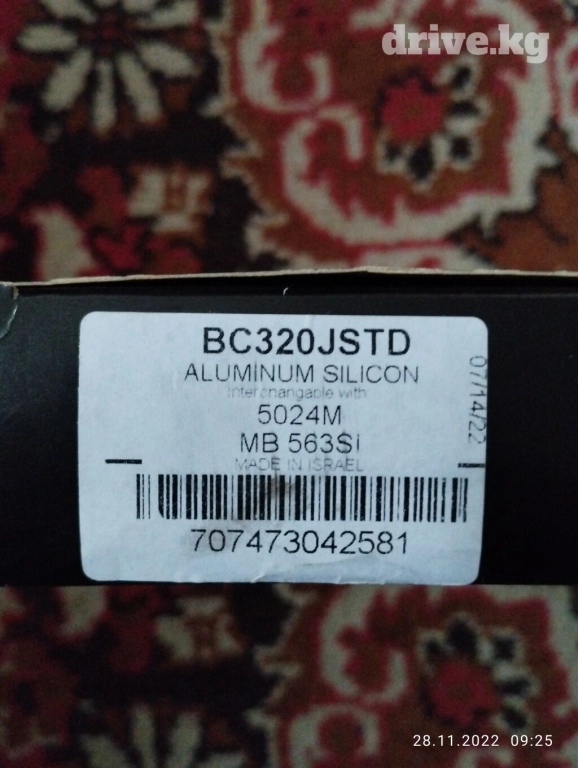 drive.kg
BC320JSTD
ALUMINUM SILICON
Interchangable with
5024M
MB 563SI
MADE IN ISRAEL
07/14/22
707473042581
28.11.2022 09:25